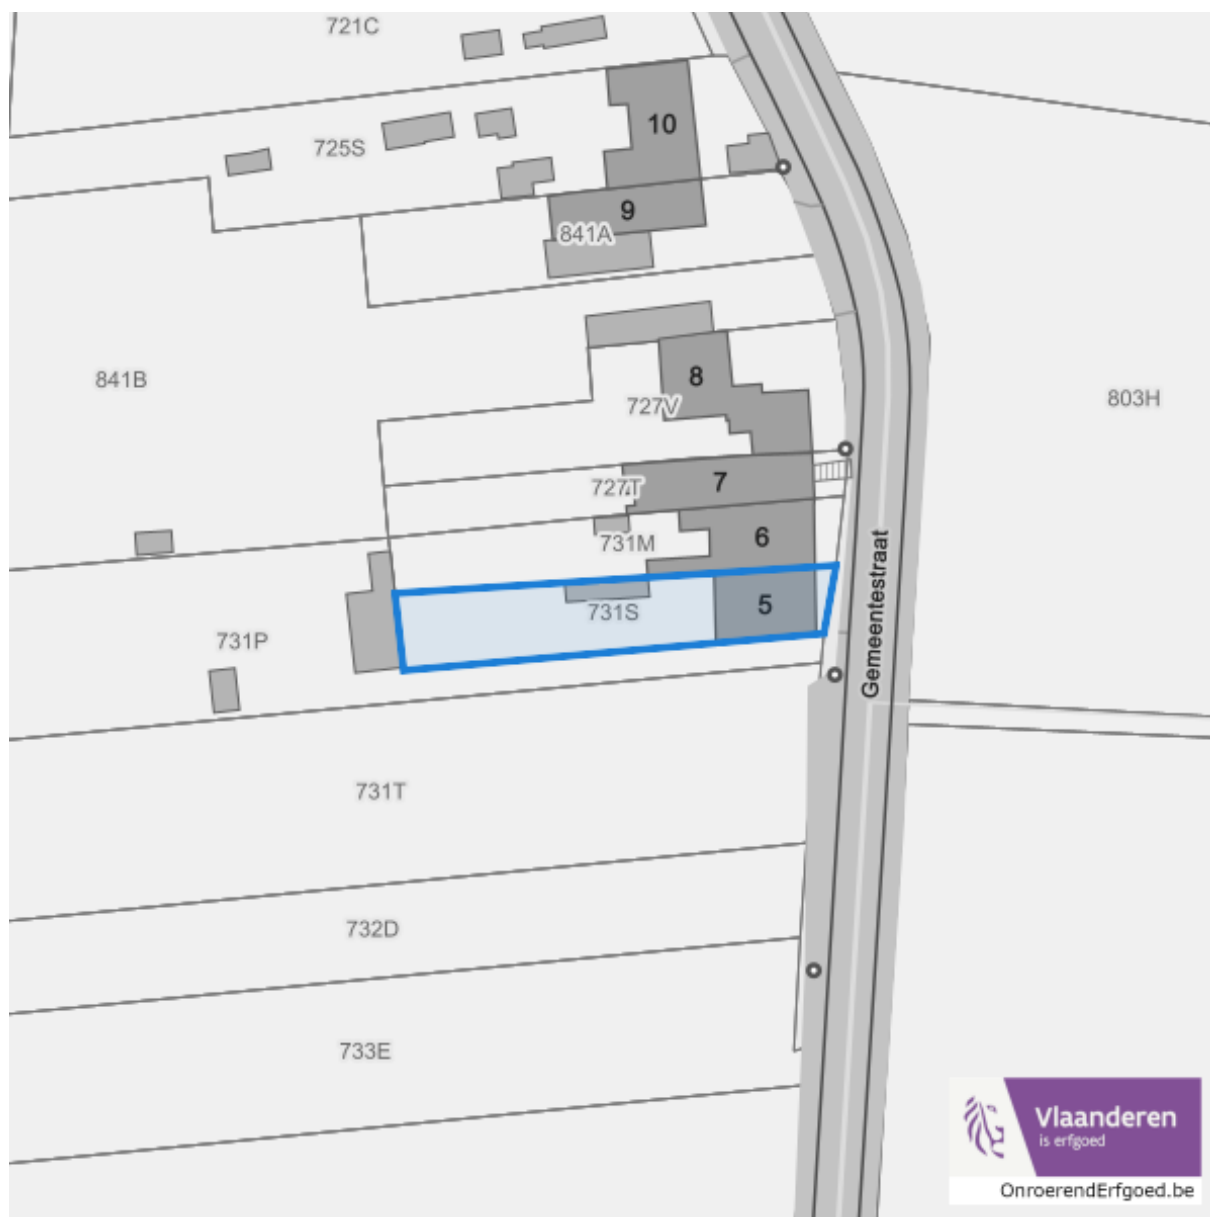 721C
10
725S
9
841A
8
841B
727V
803H
7
727T
731M
6
Gemeentestraat
5
731S
731P
731T
732D
733E
Vlaanderen
is erfgoed
OnroerendErfgoed.be